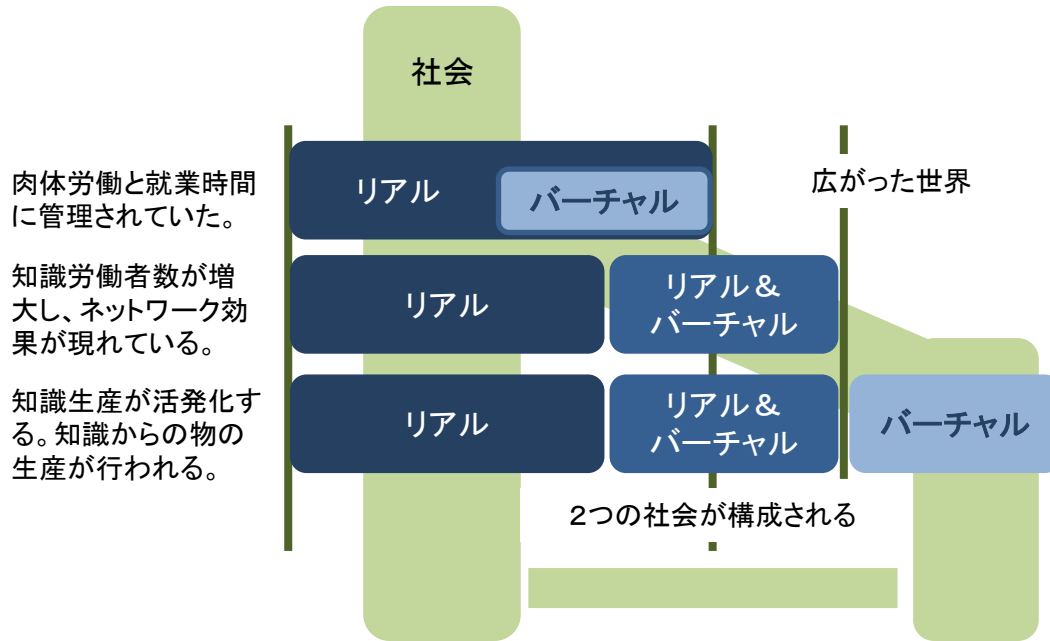 社会
肉体労働と就業時間
に管理されていた。
リアル
バーチャル
広がった世界
知識労働者数が増
大し、ネットワーク効
果が現れている。
リアル
リアル &
バーチャル
知識生産が活発化す
る。知識からの物の
生産が行われる。
リアル
リアル &
バーチャル
バーチャル
2つの社会が構成される